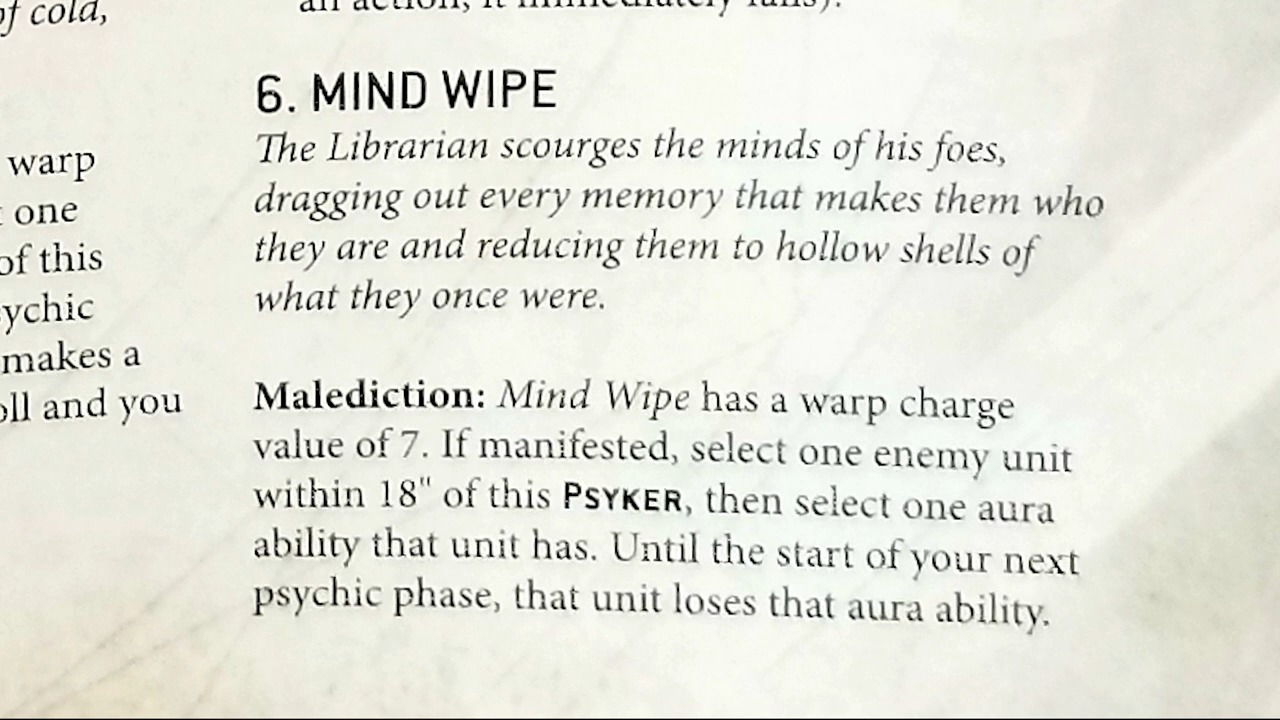 of cold,
warp
one
of this
makes a
and you
6. MIND WIPE
The Librarian scourges the minds of his foes,
dragging out every memory that makes them who
they are and reducing them to hollow shells of
what they once were.
Malediction: Mind Wipe has a warp charge
value of 7. If manifested, select one enemy unit
within 18" of this PSYKER, then select one aura
ability that unit has. Until the start of your next
psychic phase, that unit loses that aura ability.